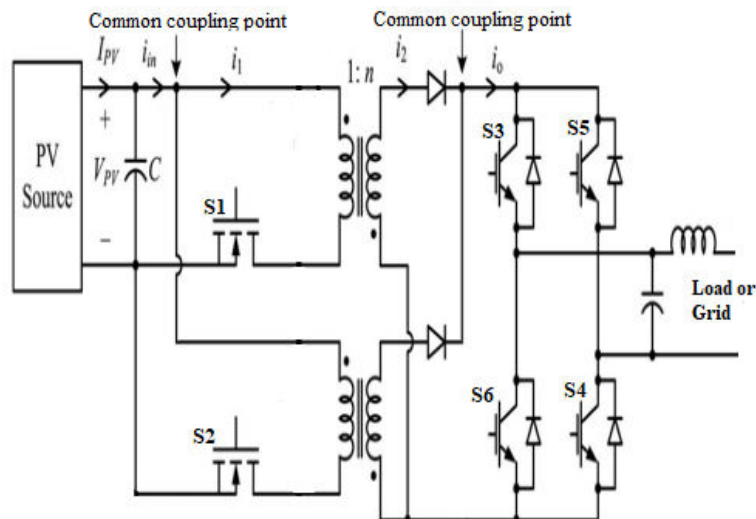 Common coupling point
Common coupling point
I_PV
i_in
i_1
1: n
i_2
i_o
+
PV
Source
V_PV
C
−
S1
S3
S5
Load or
Grid
S2
S6
S4